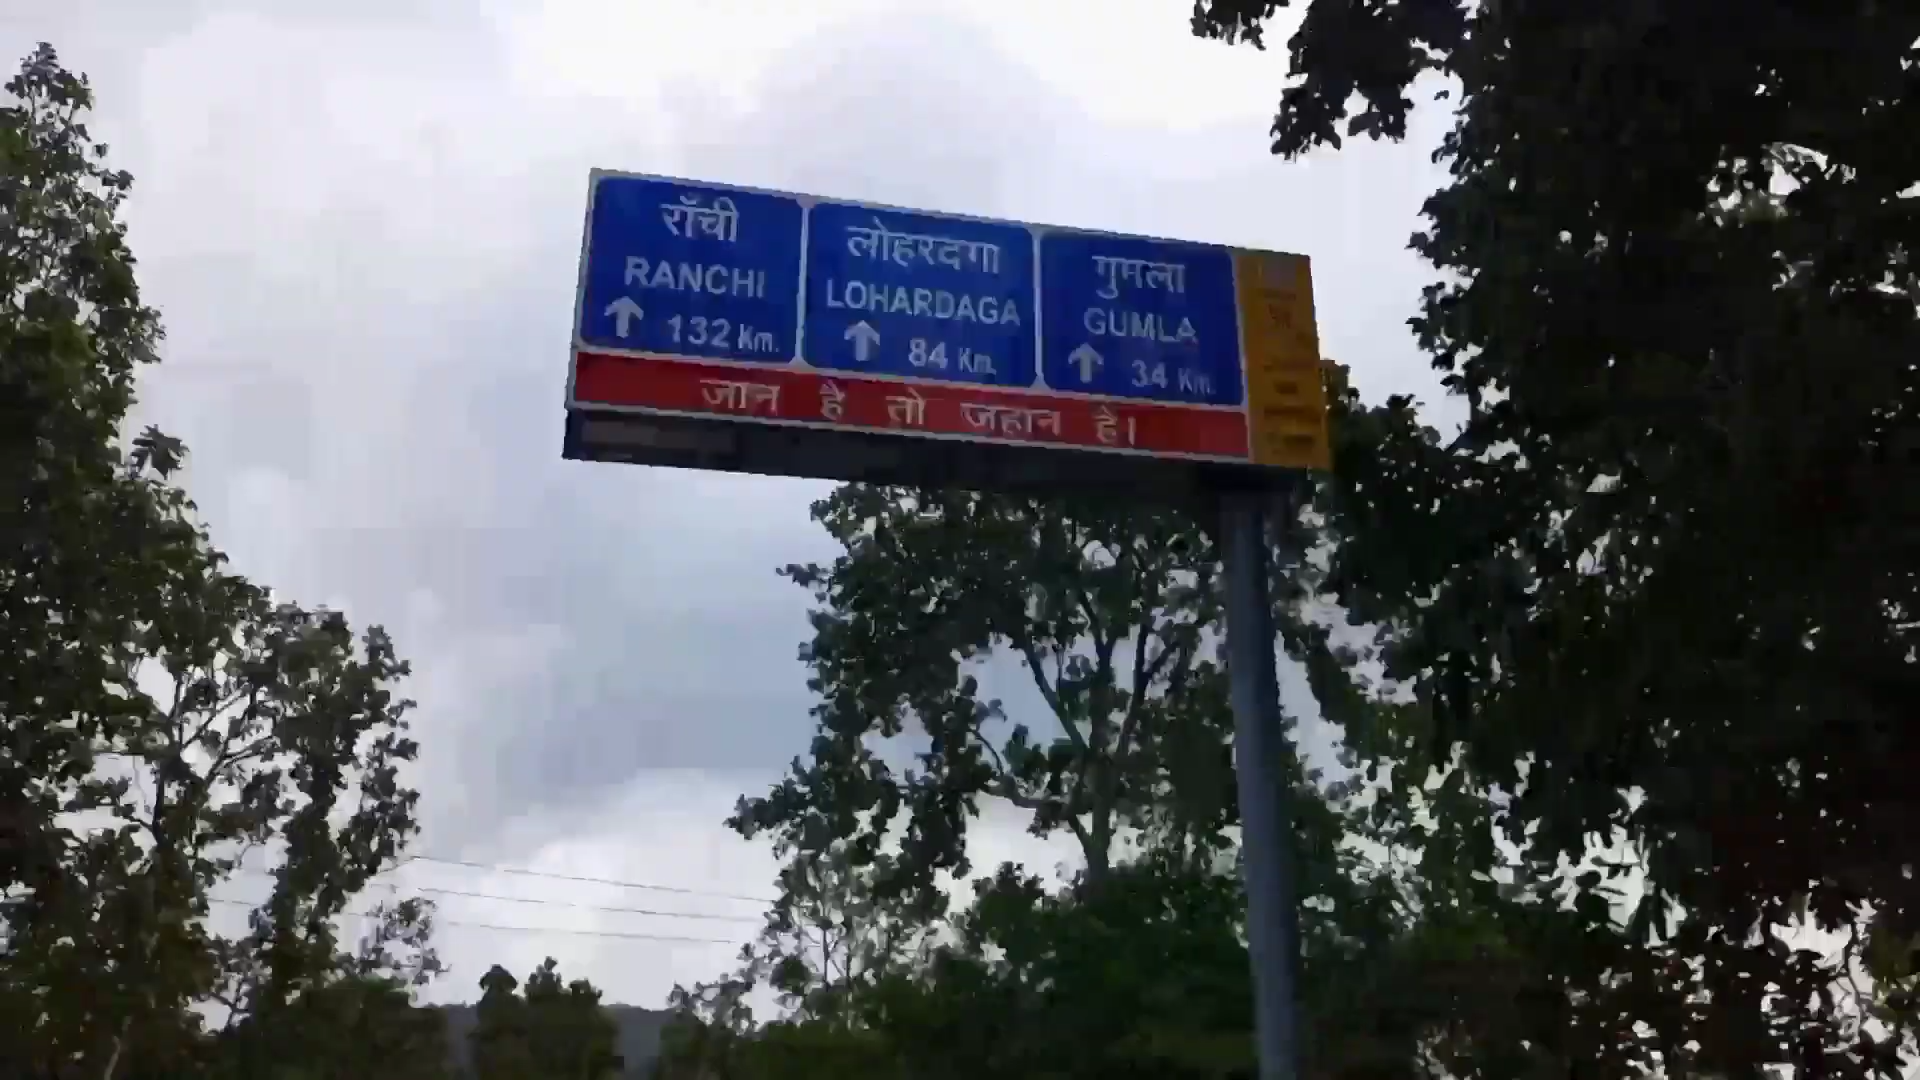 राँची
RANCHI
132 Km.
लोहरदगा
LOHARDAGA
84 Km.
गुमला
GUMLA
34 Km.
जान है तो जहान है।